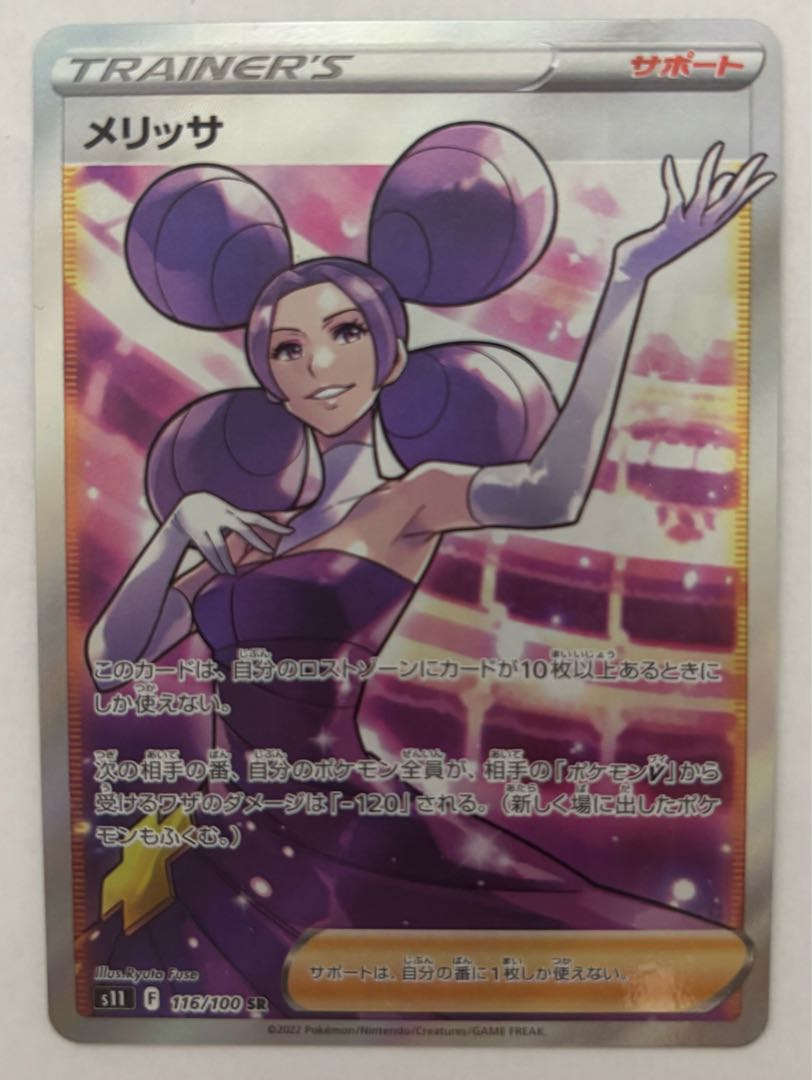 TRAINER'S
サポート
メリッサ
このカードは、自分のロストゾーンにカードが10枚以上あるときに
しか使えない。
次の相手の番、自分のポケモン全員が、相手の「ポケモンV」から
受けるワザのダメージは「-120」される。（新しく場に出したポケ
モンもふくむ。）
Illus. Ryuta Fuse
サポートは、自分の番に1枚しか使えない。
s11 F 116/100 SR
©2022 Pokémon/Nintendo/Creatures/GAME FREAK.